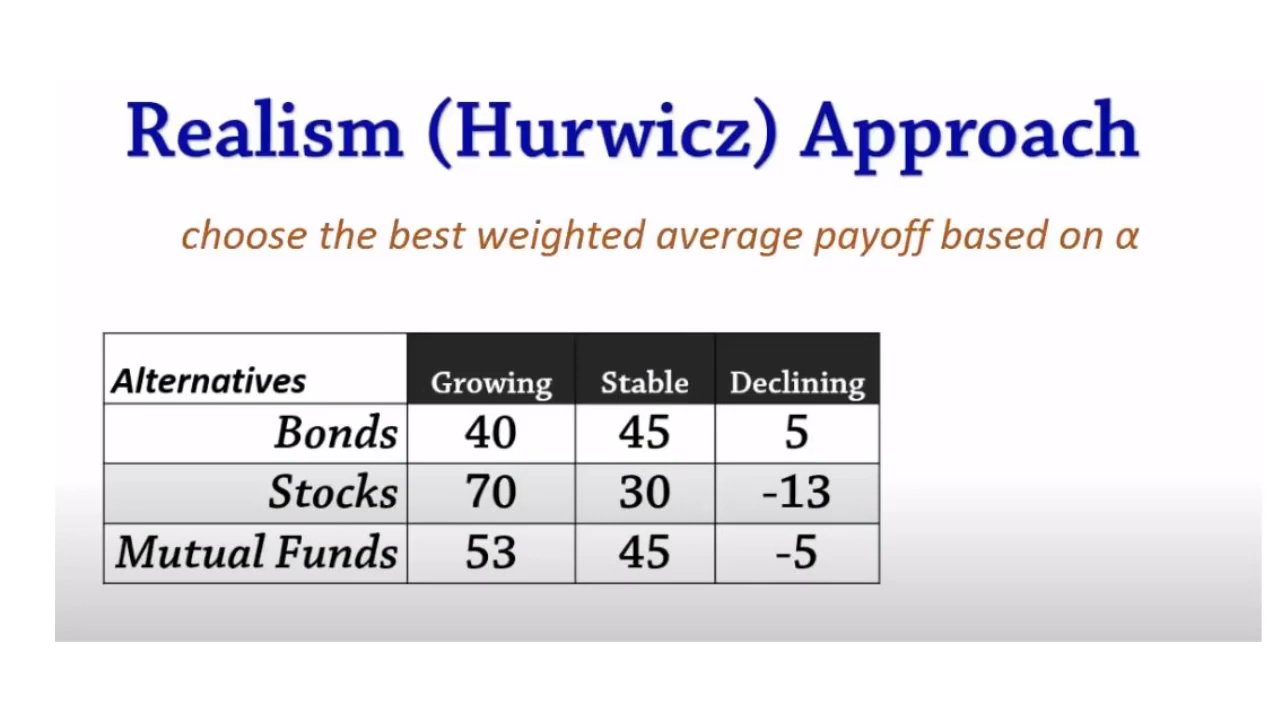 Realism (Hurwicz) Approach
choose the best weighted average payoff based on α
Alternatives Growing Stable Declining
Bonds 40 45 5
Stocks 70 30 -13
Mutual Funds 53 45 -5